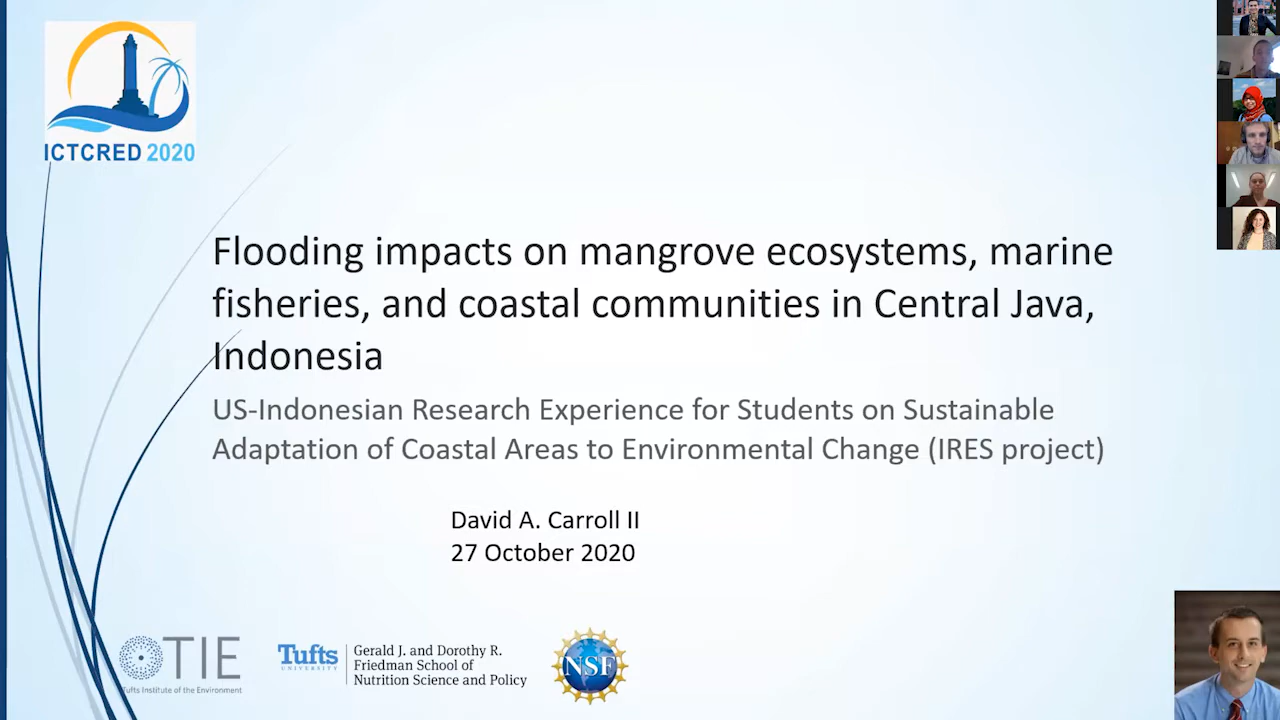 ICTCRED 2020
Flooding impacts on mangrove ecosystems, marine
fisheries, and coastal communities in Central Java,
Indonesia
US-Indonesian Research Experience for Students on Sustainable
Adaptation of Coastal Areas to Environmental Change (IRES project)
David A. Carroll II
27 October 2020
TIE
Tufts Institute of the Environment
Tufts
UNIVERSITY
Gerald J. and Dorothy R.
Friedman School of
Nutrition Science and Policy
NSF